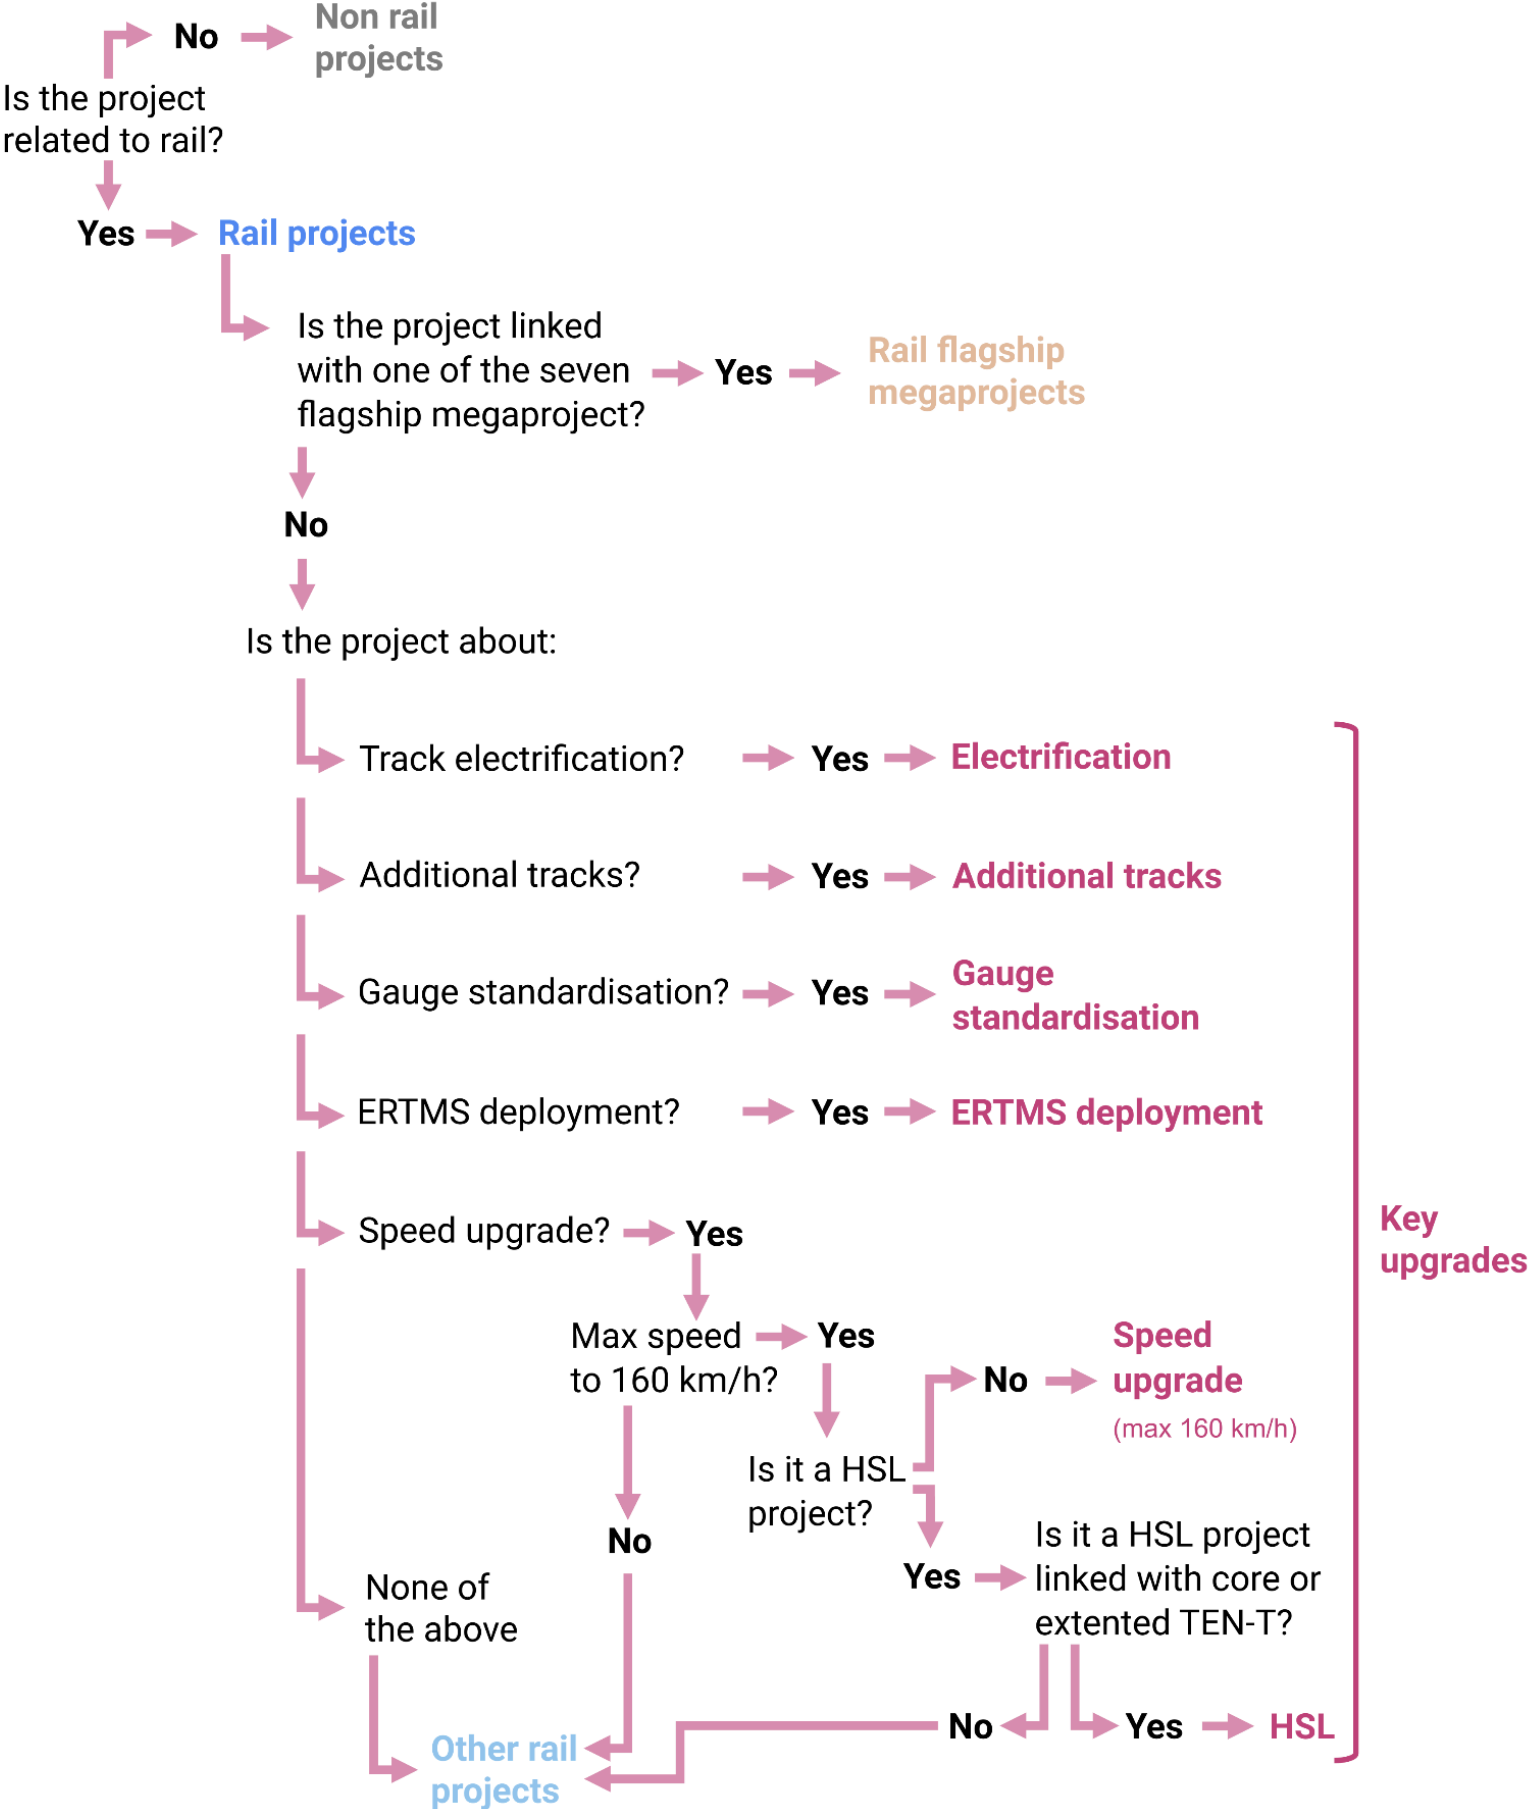 No
Non rail
projects
Is the project
related to rail?
Yes
Rail projects
Is the project linked
with one of the seven
flagship megaproject?
Yes
Rail flagship
megaprojects
No
Is the project about:
Track electrification?
Yes
Electrification
Additional tracks?
Yes
Additional tracks
Gauge standardisation?
Yes
Gauge
standardisation
ERTMS deployment?
Yes
ERTMS deployment
Speed upgrade?
Yes
Key
upgrades
Max speed
to 160 km/h?
Yes
No
Speed
upgrade
(max 160 km/h)
Is it a HSL
project?
No
Yes
Is it a HSL project
linked with core or
extented TEN-T?
None of
the above
No
Yes
HSL
Other rail
projects